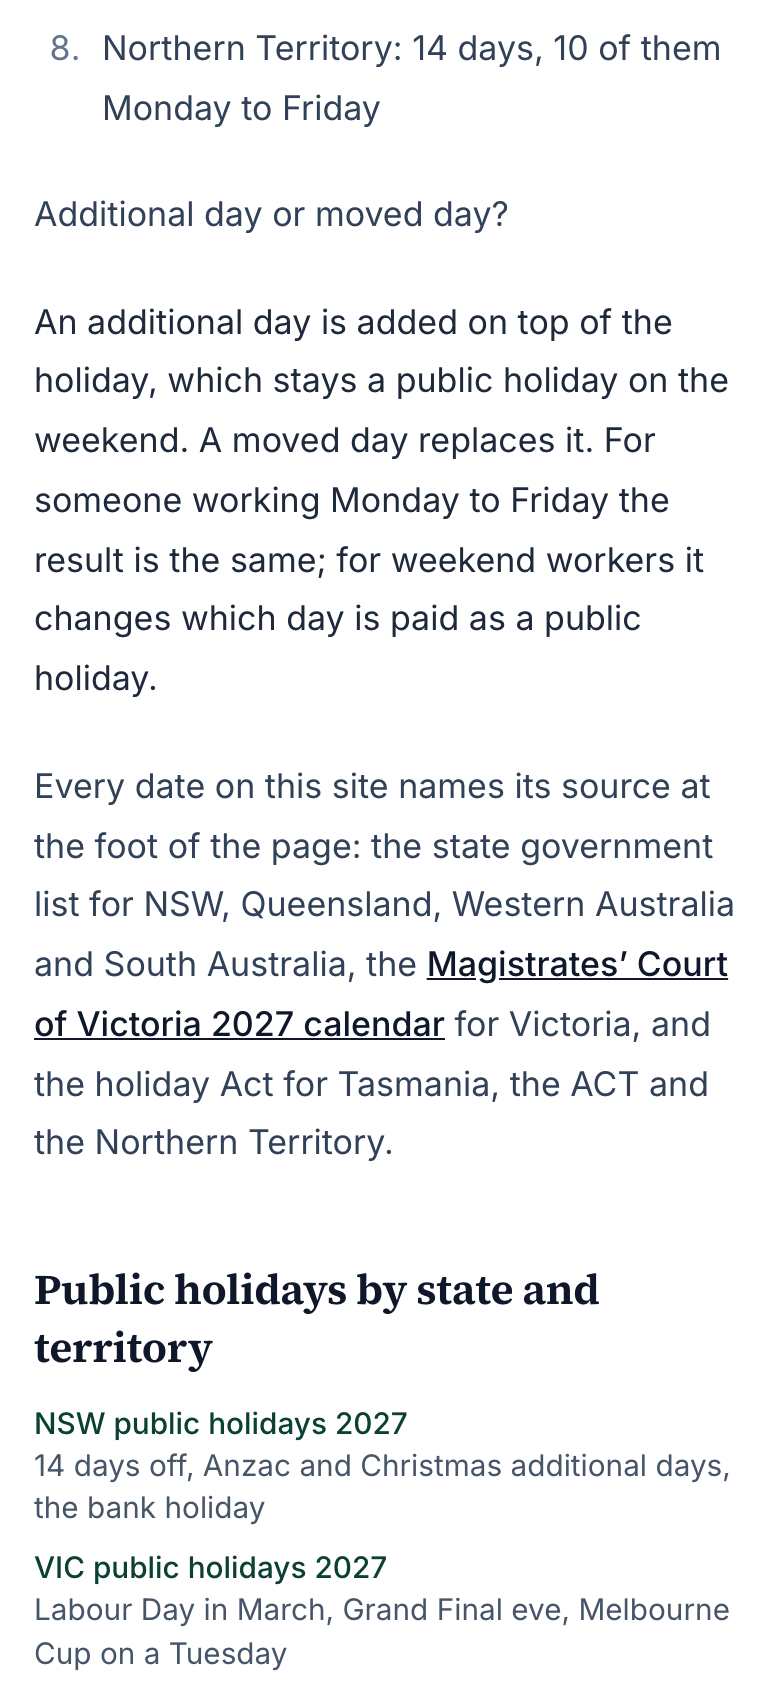 8. Northern Territory: 14 days, 10 of them
Monday to Friday
Additional day or moved day?
An additional day is added on top of the
holiday, which stays a public holiday on the
weekend. A moved day replaces it. For
someone working Monday to Friday the
result is the same; for weekend workers it
changes which day is paid as a public
holiday.
Every date on this site names its source at
the foot of the page: the state government
list for NSW, Queensland, Western Australia
and South Australia, the Magistrates’ Court
of Victoria 2027 calendar for Victoria, and
the holiday Act for Tasmania, the ACT and
the Northern Territory.
Public holidays by state and
territory
NSW public holidays 2027
14 days off, Anzac and Christmas additional days,
the bank holiday
VIC public holidays 2027
Labour Day in March, Grand Final eve, Melbourne
Cup on a Tuesday